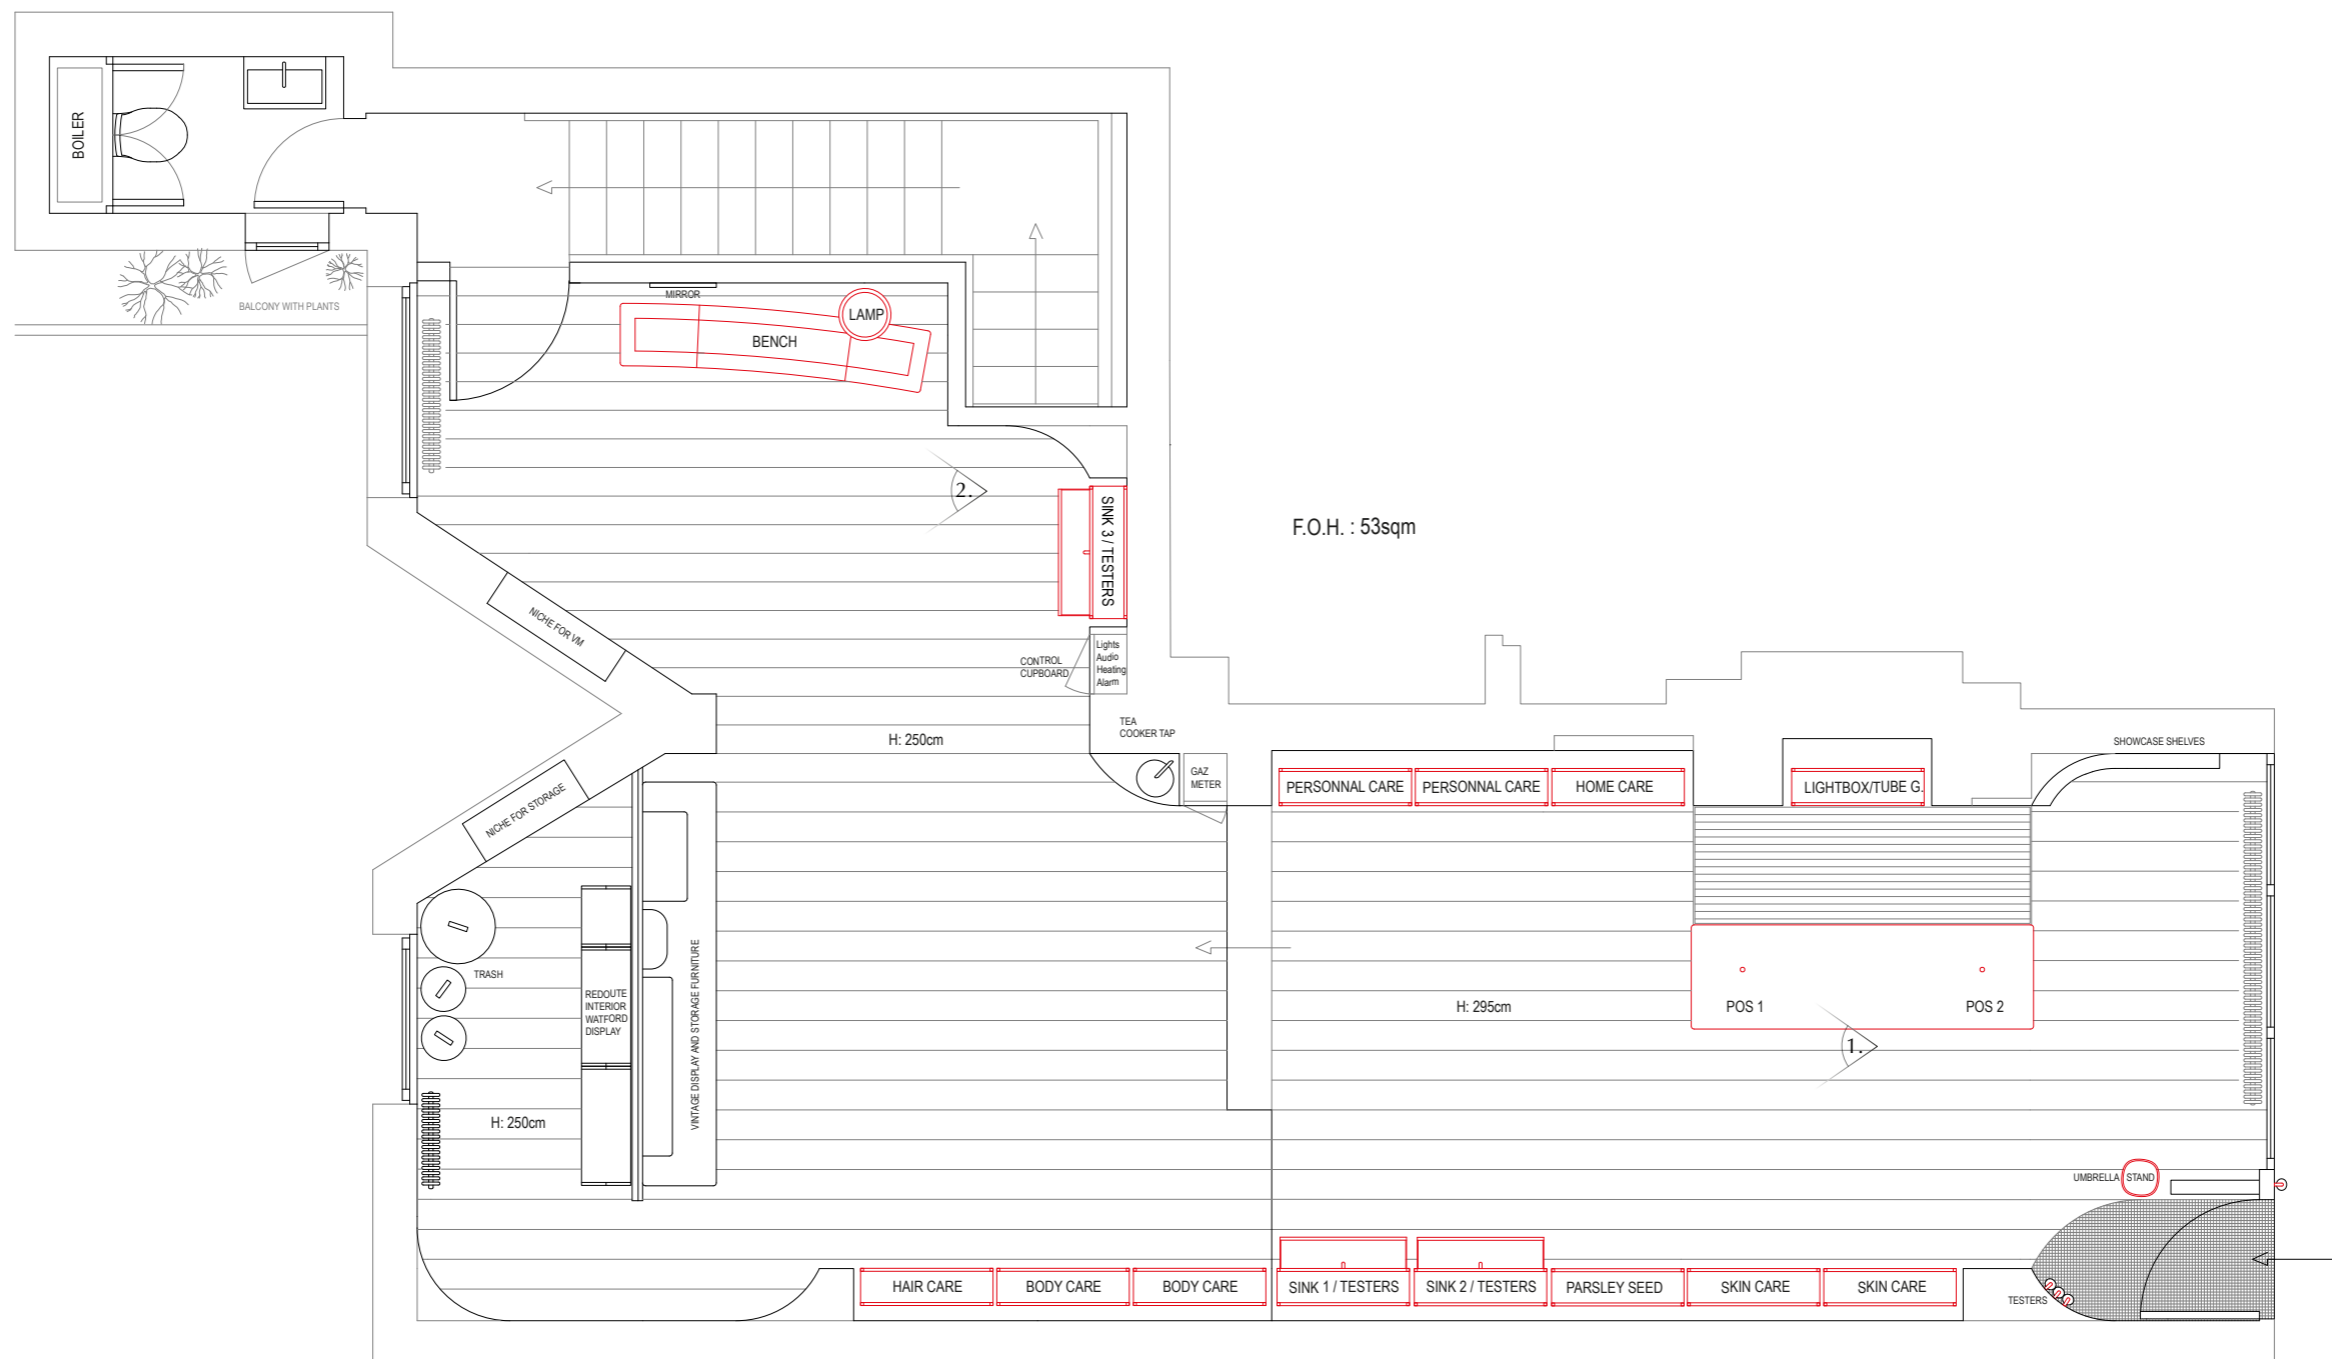 BOILER
BALCONY WITH PLANTS
MIRROR
LAMP
BENCH
2.
SINK 3 / TESTERS
F.O.H. : 53sqm
NICHE FOR VM
CONTROL
CUPBOARD
Lights
Audio
Heating
Alarm
TEA
COOKER TAP
H: 250cm
GAZ
METER
SHOWCASE SHELVES
PERSONNAL CARE
PERSONNAL CARE
HOME CARE
LIGHTBOX/TUBE G.
NICHE FOR STORAGE
TRASH
REDOUTE
INTERIOR
WATFORD
DISPLAY
VINTAGE DISPLAY AND STORAGE FURNITURE
H: 295cm
POS 1
POS 2
1.
H: 250cm
UMBRELLA STAND
HAIR CARE
BODY CARE
BODY CARE
SINK 1 / TESTERS
SINK 2 / TESTERS
PARSLEY SEED
SKIN CARE
SKIN CARE
TESTERS